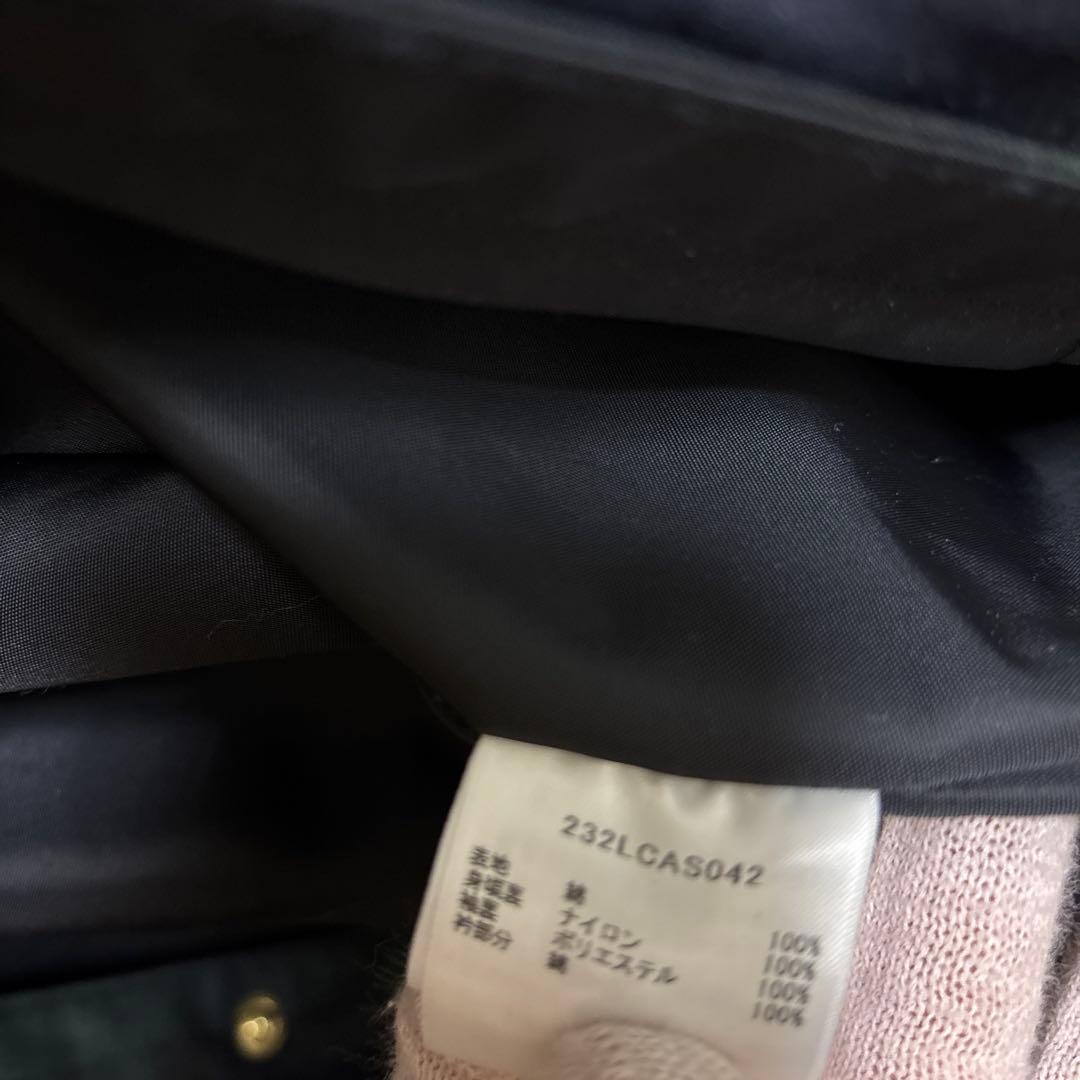 232LCAS042
表地 綿 100%
身頃裏 ナイロン 100%
袖裏 ポリエステル 100%
衿部分 綿 100%